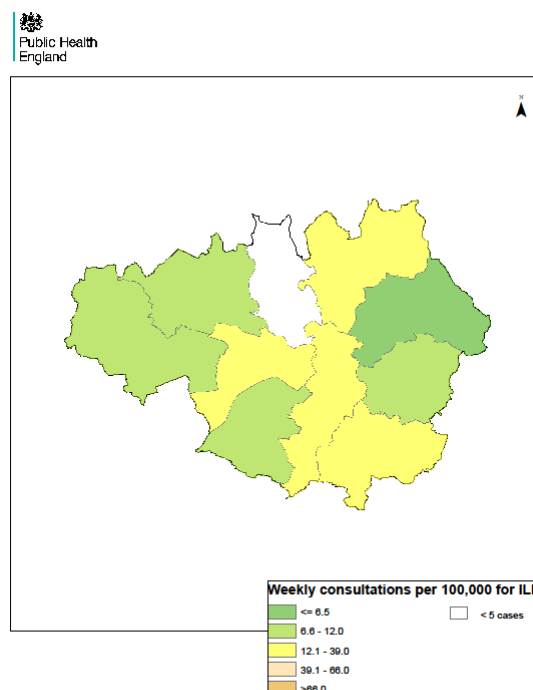 Public Health
England
N
Weekly consultations per 100,000 for ILI
<= 6.5
< 5 cases
6.6 - 12.0
12.1 - 39.0
39.1 - 66.0
>66.0